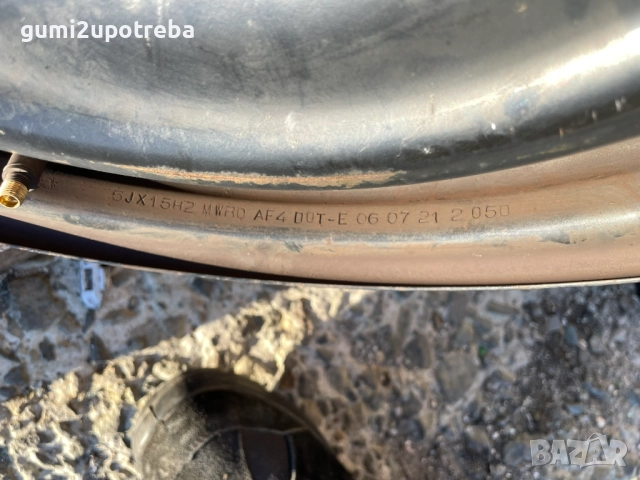 gumi2upotreba
5JX15H2 MWRO AF4 DOT-E 06 07 21 2 050
BAZAR